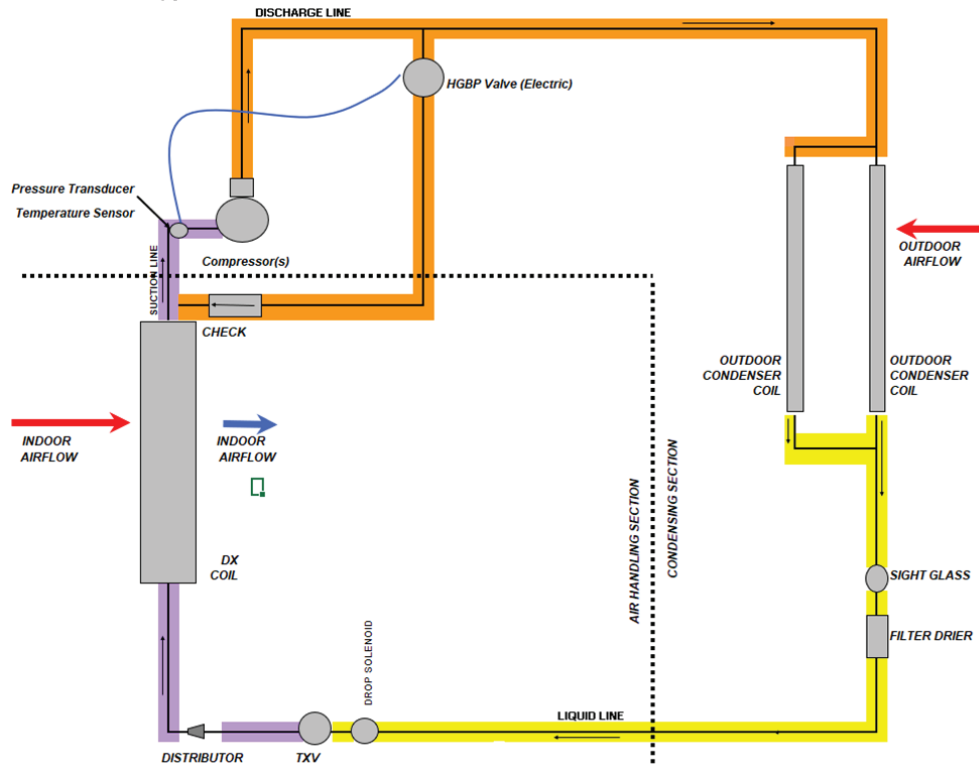 DISCHARGE LINE
HGBP Valve (Electric)
Pressure Transducer
Temperature Sensor
SUCTION LINE
Compressor(s)
CHECK
OUTDOOR
AIRFLOW
OUTDOOR
CONDENSER
COIL
OUTDOOR
CONDENSER
COIL
INDOOR
AIRFLOW
INDOOR
AIRFLOW
AIR HANDLING SECTION
CONDENSING SECTION
DX
COIL
SIGHT GLASS
FILTER DRIER
DROP SOLENOID
LIQUID LINE
DISTRIBUTOR
TXV